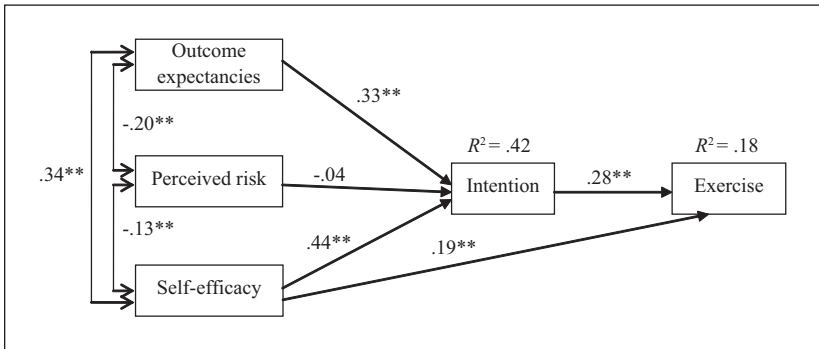 Outcome
expectancies
.33**
-.20**
R² = .42
R² = .18
.34**
Perceived risk
-.04
Intention
.28**
Exercise
-.13**
.44**
.19**
Self-efficacy